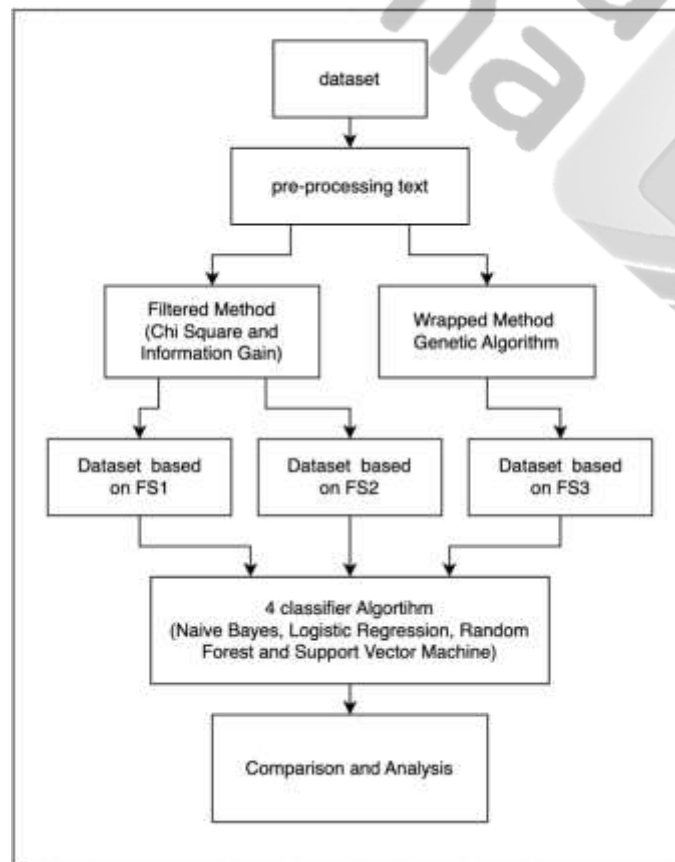 dataset
pre-processing text
Filtered Method
(Chi Square and
Information Gain)
Wrapped Method
Genetic Algorithm
Dataset based
on FS1
Dataset based
on FS2
Dataset based
on FS3
4 classifier Algortihm
(Naive Bayes, Logistic Regression, Random
Forest and Support Vector Machine)
Comparison and Analysis